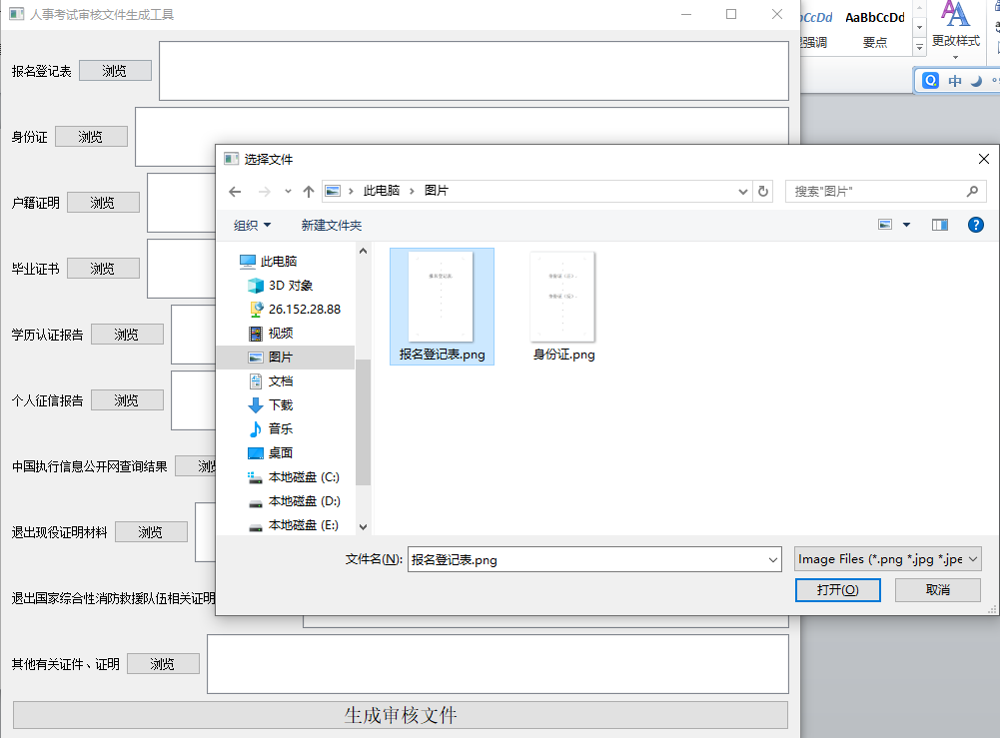 人事考试审核文件生成工具
CcDd AaBbCcDd
强调 要点 更改样式
中
报名登记表 浏览
身份证 浏览
户籍证明 浏览
毕业证书 浏览
学历认证报告 浏览
个人征信报告 浏览
中国执行信息公开网查询结果 浏
退出现役证明材料 浏览
退出国家综合性消防救援队伍相关证明
其他有关证件、证明 浏览
生成审核文件
选择文件
此电脑 › 图片
搜索"图片"
组织 新建文件夹
此电脑
3D 对象
26.152.28.88
视频
图片
文档
下载
音乐
桌面
本地磁盘 (C:)
本地磁盘 (D:)
本地磁盘 (E:)
报名登记表
报名登记表.png
身份证.png
文件名(N): 报名登记表.png
Image Files (*.png *.jpg *.jpe
打开(O) 取消